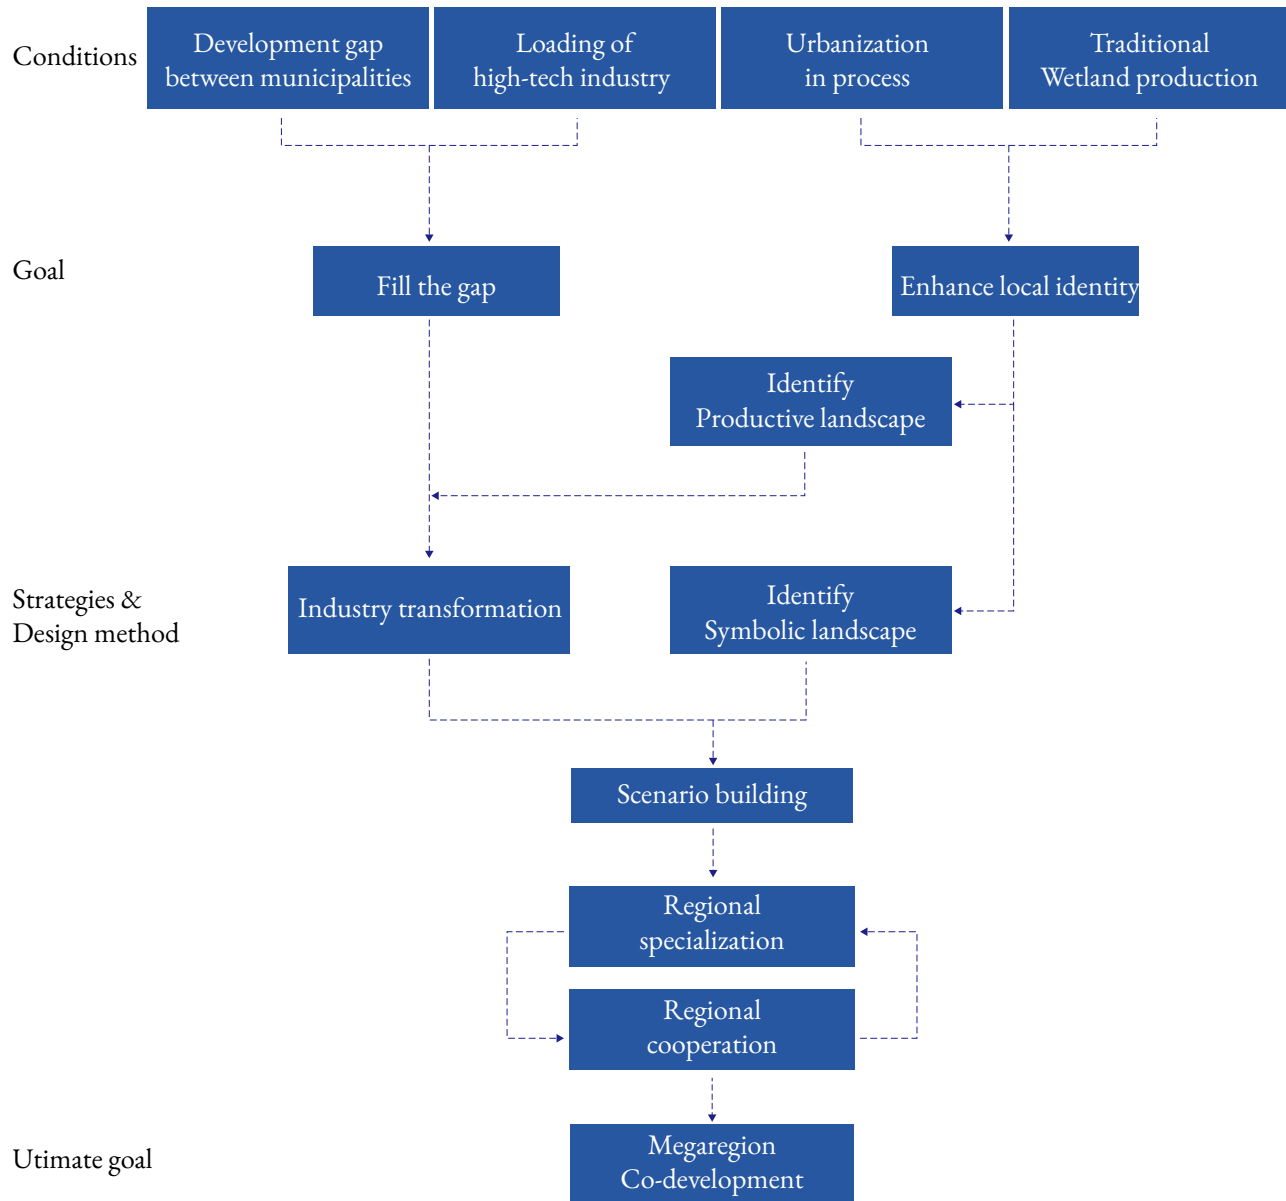 Conditions
Development gap
between municipalities
Loading of
high-tech industry
Urbanization
in process
Traditional
Wetland production
Goal
Fill the gap
Enhance local identity
Identify
Productive landscape
Strategies &
Design method
Industry transformation
Identify
Symbolic landscape
Scenario building
Regional
specialization
Regional
cooperation
Utimate goal
Megaregion
Co-development